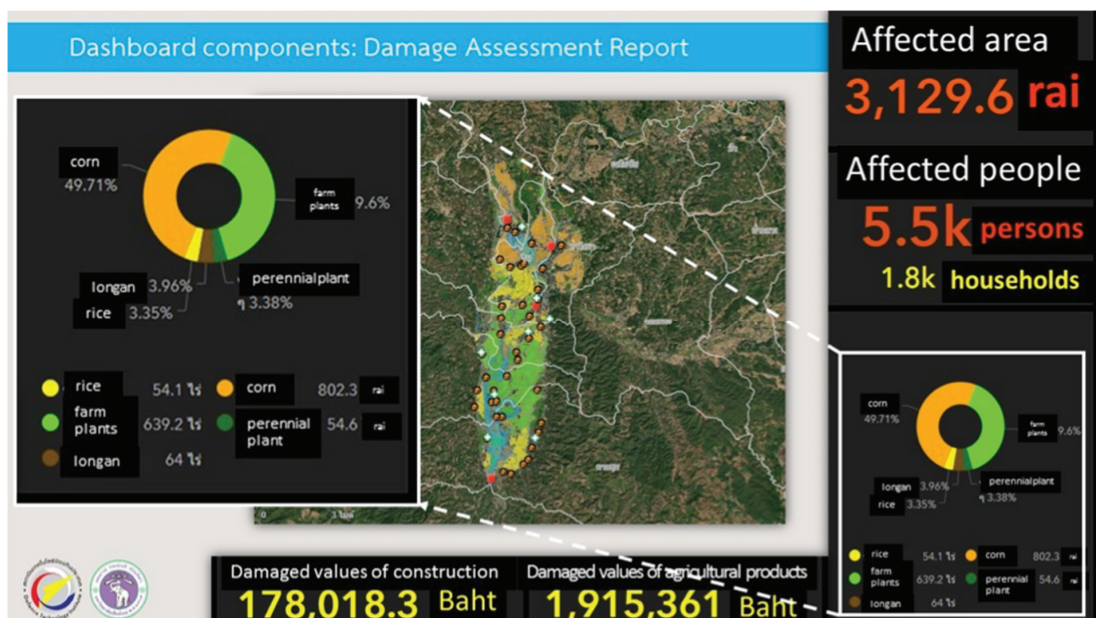 Dashboard components: Damage Assessment Report
Affected area
3,129.6 rai
Affected people
5.5k persons
1.8k households
corn
49.71%
farm
plants 9.6%
longan 3.96%
perennialplant
rice 3.35%
ๆ 3.38%
rice 54.1 ไร่
corn 802.3 rai
farm
plants 639.2 ไร่
perennial
plant 54.6 rai
longan 64 ไร่
corn
49.71%
farm
plants 9.6%
longan 3.96%
perennialplant
rice 3.35%
ๆ 3.38%
rice 54.1 ไร่
corn 802.3 rai
farm
plants 639.2 ไร่
perennial
plant 54.6 rai
longan 64 ไร่
Damaged values of construction
178,018.3 Baht
Damaged values of agricultural products
1,915,361 Baht